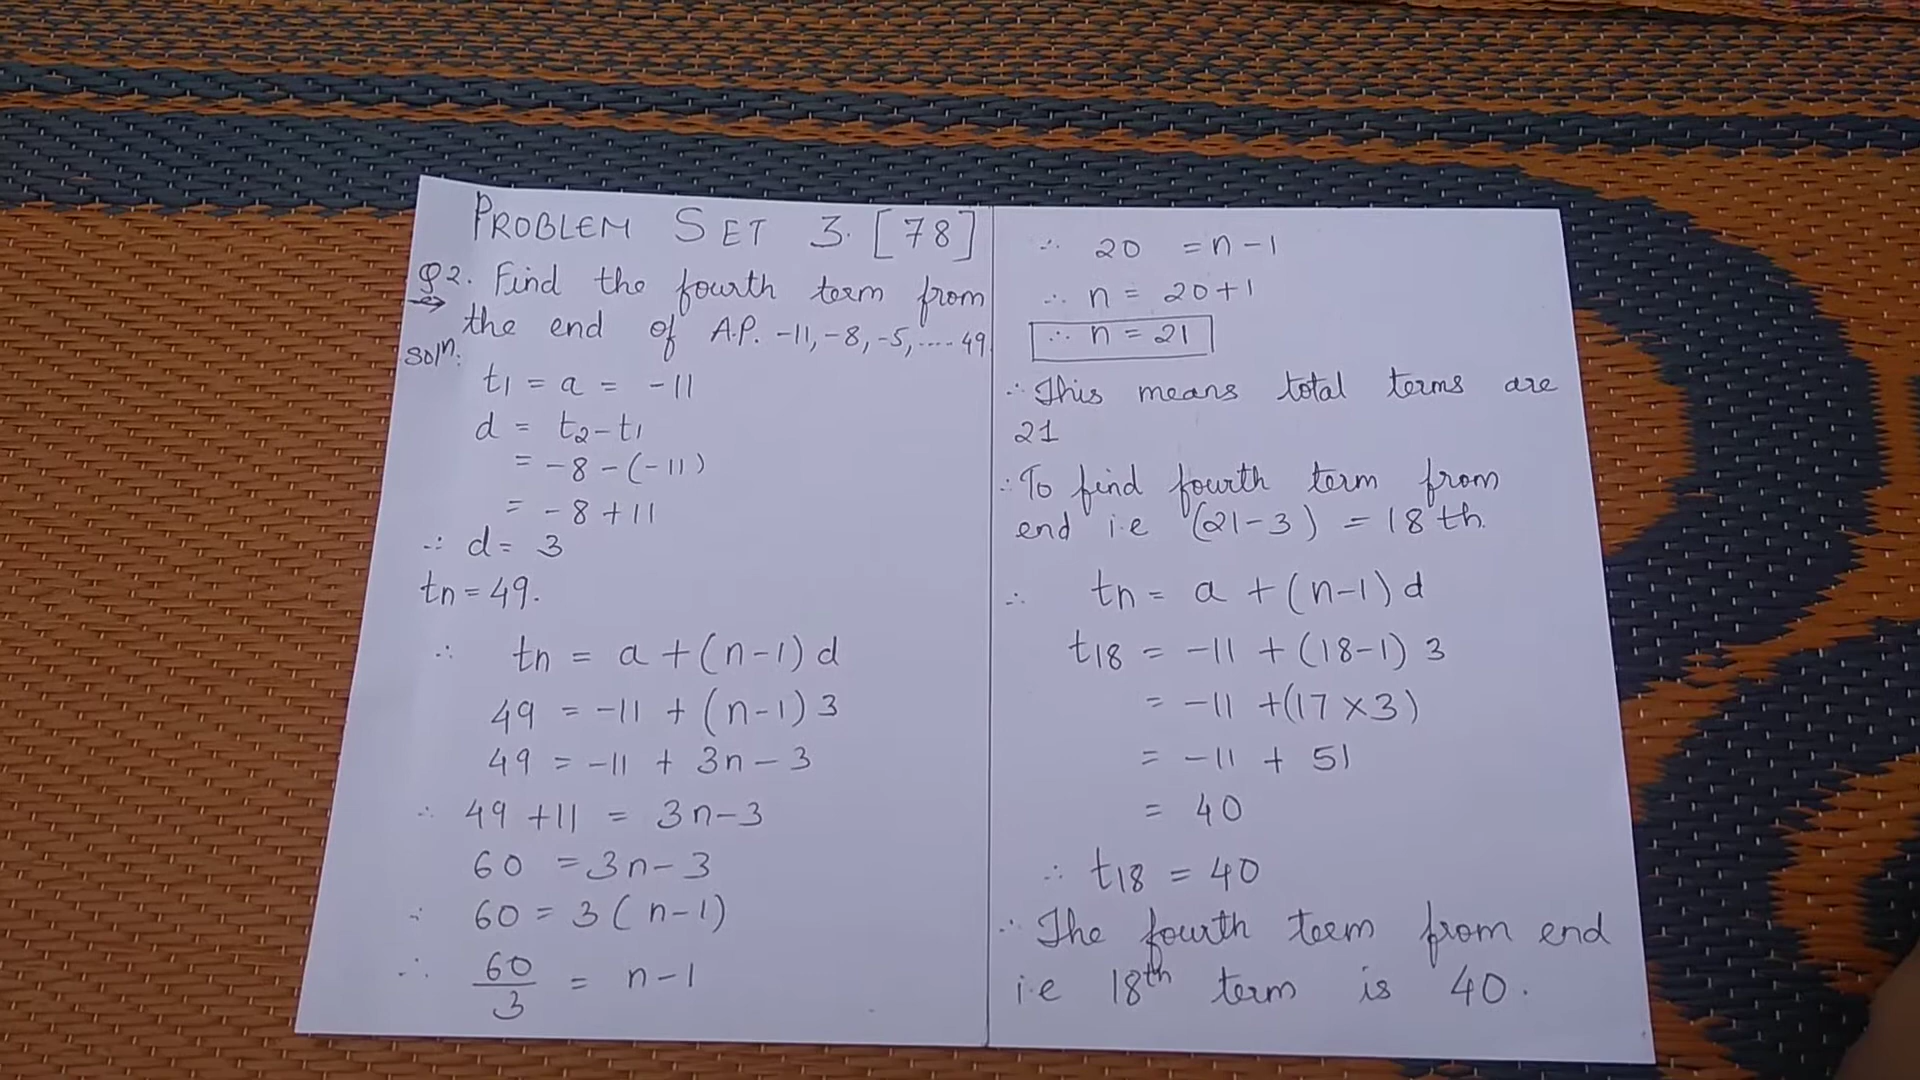 PROBLEM SET 3. [78]
Q2. Find the fourth term from
the end of A.P. -11, -8, -5, ..... 49.
Soln:
t1 = a = -11
d = t2-t1
= -8-(-11)
= -8+11
∴ d= 3
tn = 49.
∴ tn = a + (n-1) d
49 = -11 + (n-1) 3
49 = -11 + 3n - 3
∴ 49 + 11 = 3n-3
60 = 3n-3
∴ 60 = 3 (n-1)
∴ 60/3 = n-1
∴ 20 = n-1
∴ n = 20+1
∴ n = 21
∴ This means total terms are
21
∴ To find fourth term from
end i.e (21-3) = 18th.
∴ tn = a + (n-1) d
t18 = -11 + (18-1) 3
= -11 + (17 × 3)
= -11 + 51
= 40
∴ t18 = 40
∴ The fourth term from end
i.e 18th term is 40.